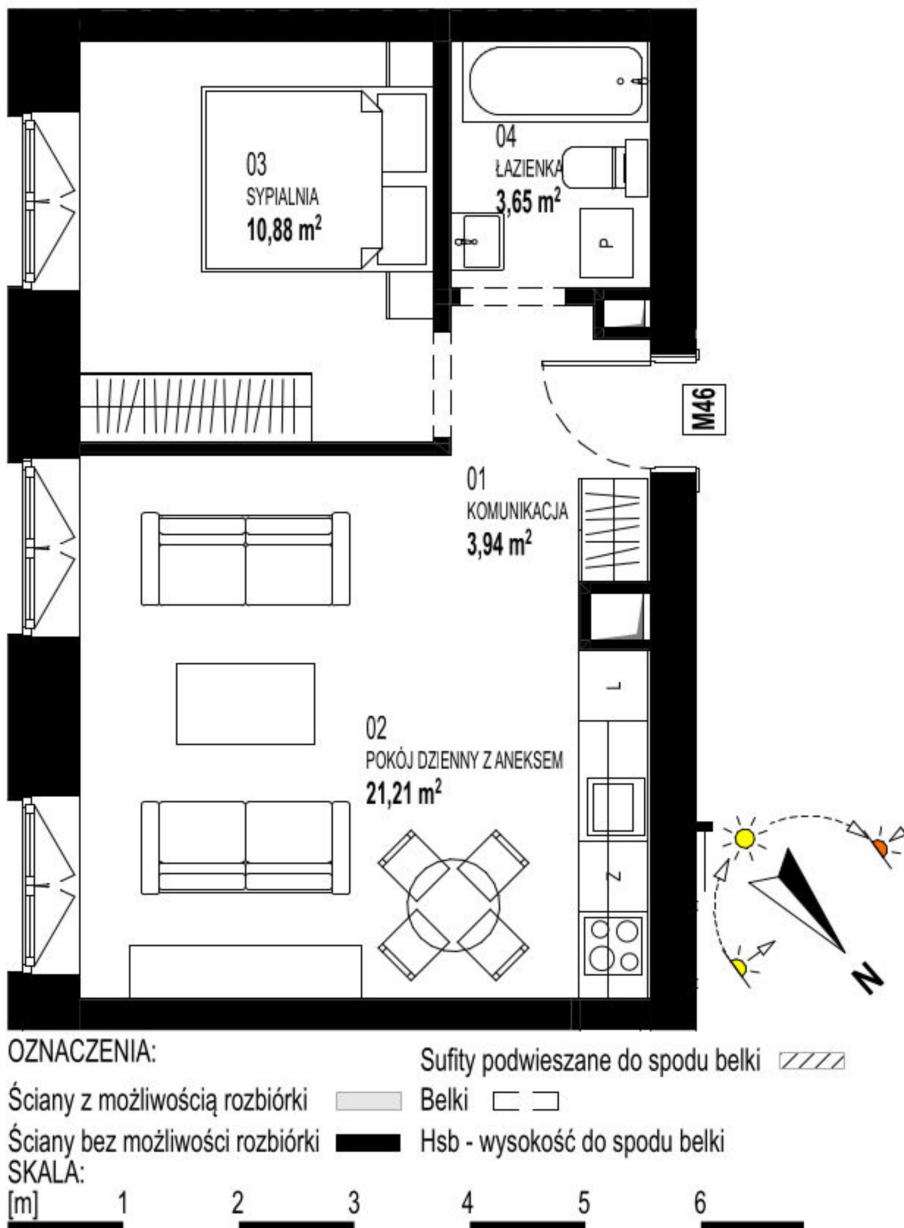 03
SYPIALNIA
10,88 m²
04
ŁAZIENKA
3,65 m²
P
M46
01
KOMUNIKACJA
3,94 m²
L
02
POKÓJ DZIENNY Z ANEKSEM
21,21 m²
Z
N
OZNACZENIA:
Sufity podwieszane do spodu belki
Ściany z możliwością rozbiórki
Belki
Ściany bez możliwości rozbiórki
Hsb - wysokość do spodu belki
SKALA:
[m] 1 2 3 4 5 6